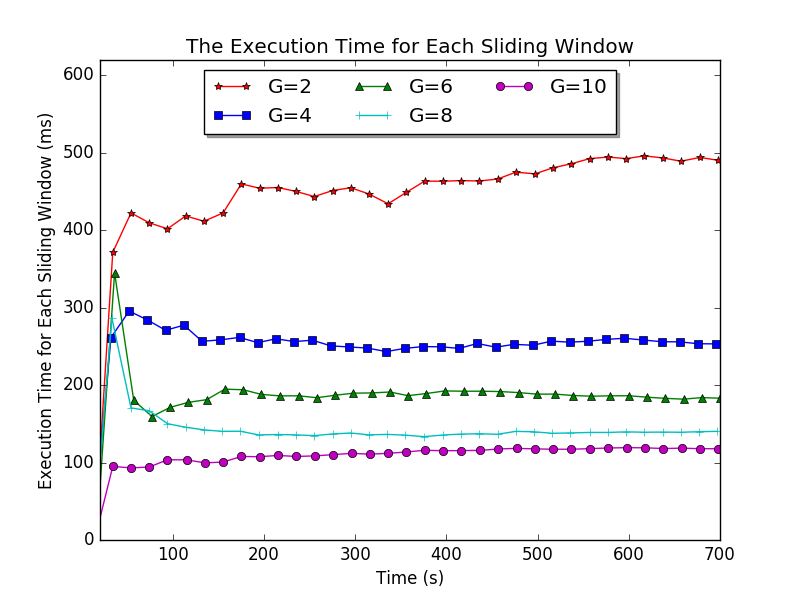 The Execution Time for Each Sliding Window
G=2 G=6 G=10
G=4 G=8
Execution Time for Each Sliding Window (ms)
600
500
400
300
200
100
0
100 200 300 400 500 600 700
Time (s)